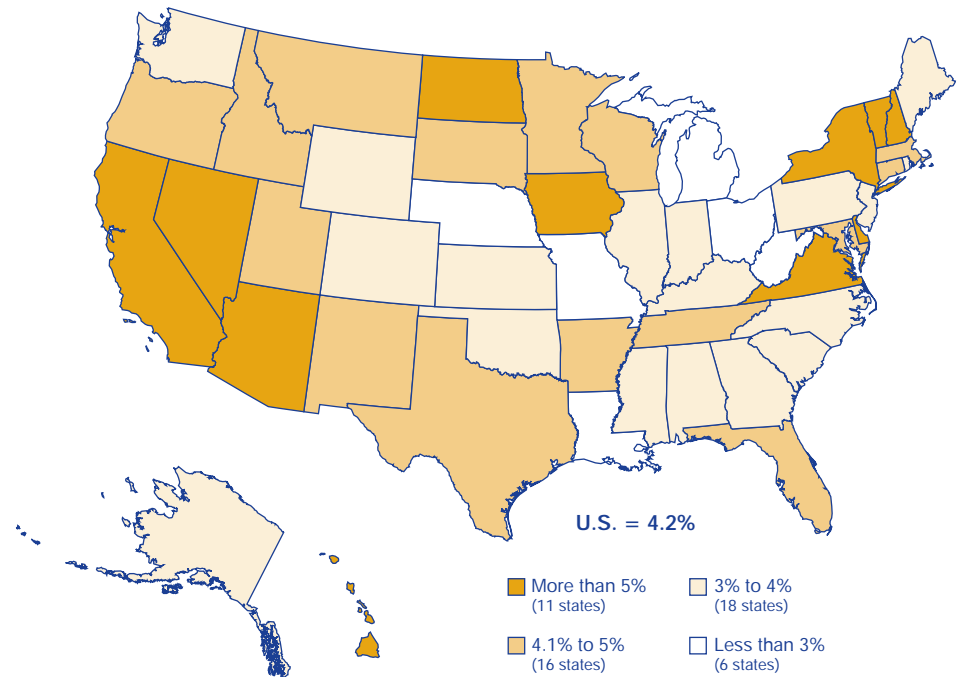 U.S. = 4.2%
More than 5%
(11 states)
3% to 4%
(18 states)
4.1% to 5%
(16 states)
Less than 3%
(6 states)